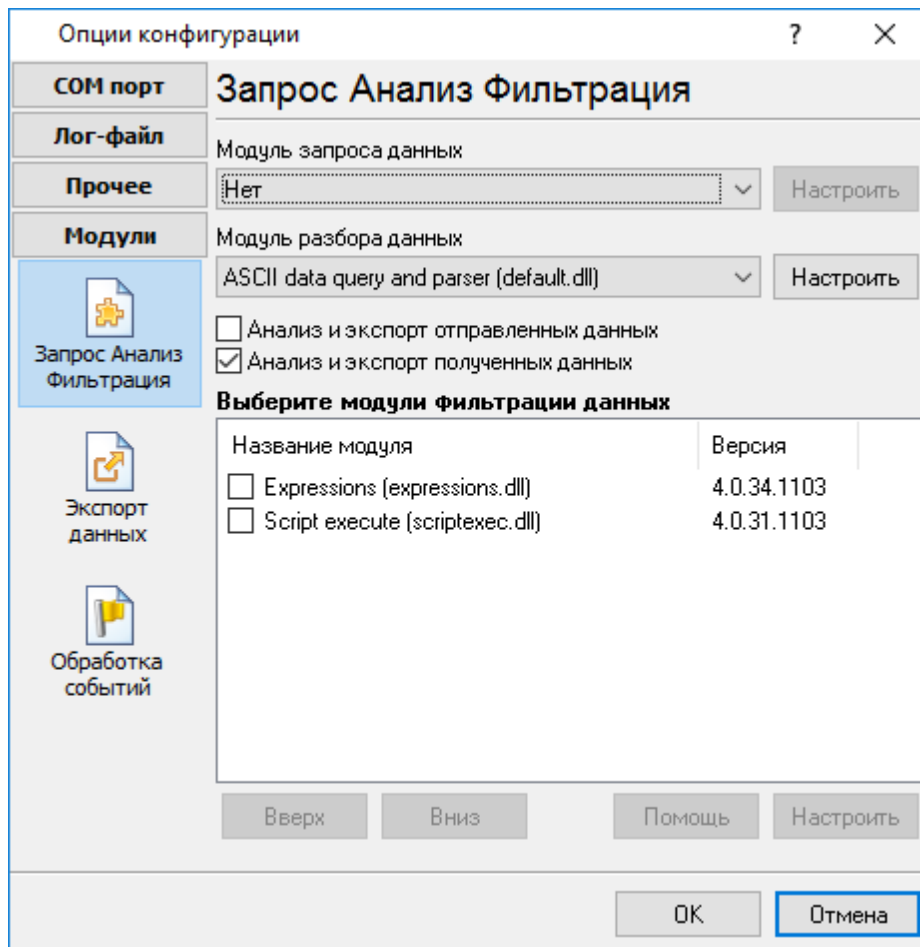 Опции конфигурации
?
COM порт
Лог-файл
Прочее
Модули
Запрос Анализ
Фильтрация
Экспорт
данных
Обработка
событий
Запрос Анализ Фильтрация
Модуль запроса данных
Нет
Настроить
Модуль разбора данных
ASCII data query and parser (default.dll)
Настроить
Анализ и экспорт отправленных данных
Анализ и экспорт полученных данных
Выберите модули фильтрации данных
Название модуля Версия
Expressions (expressions.dll) 4.0.34.1103
Script execute (scriptexec.dll) 4.0.31.1103
Вверх Вниз Помощь Настроить
OK Отмена